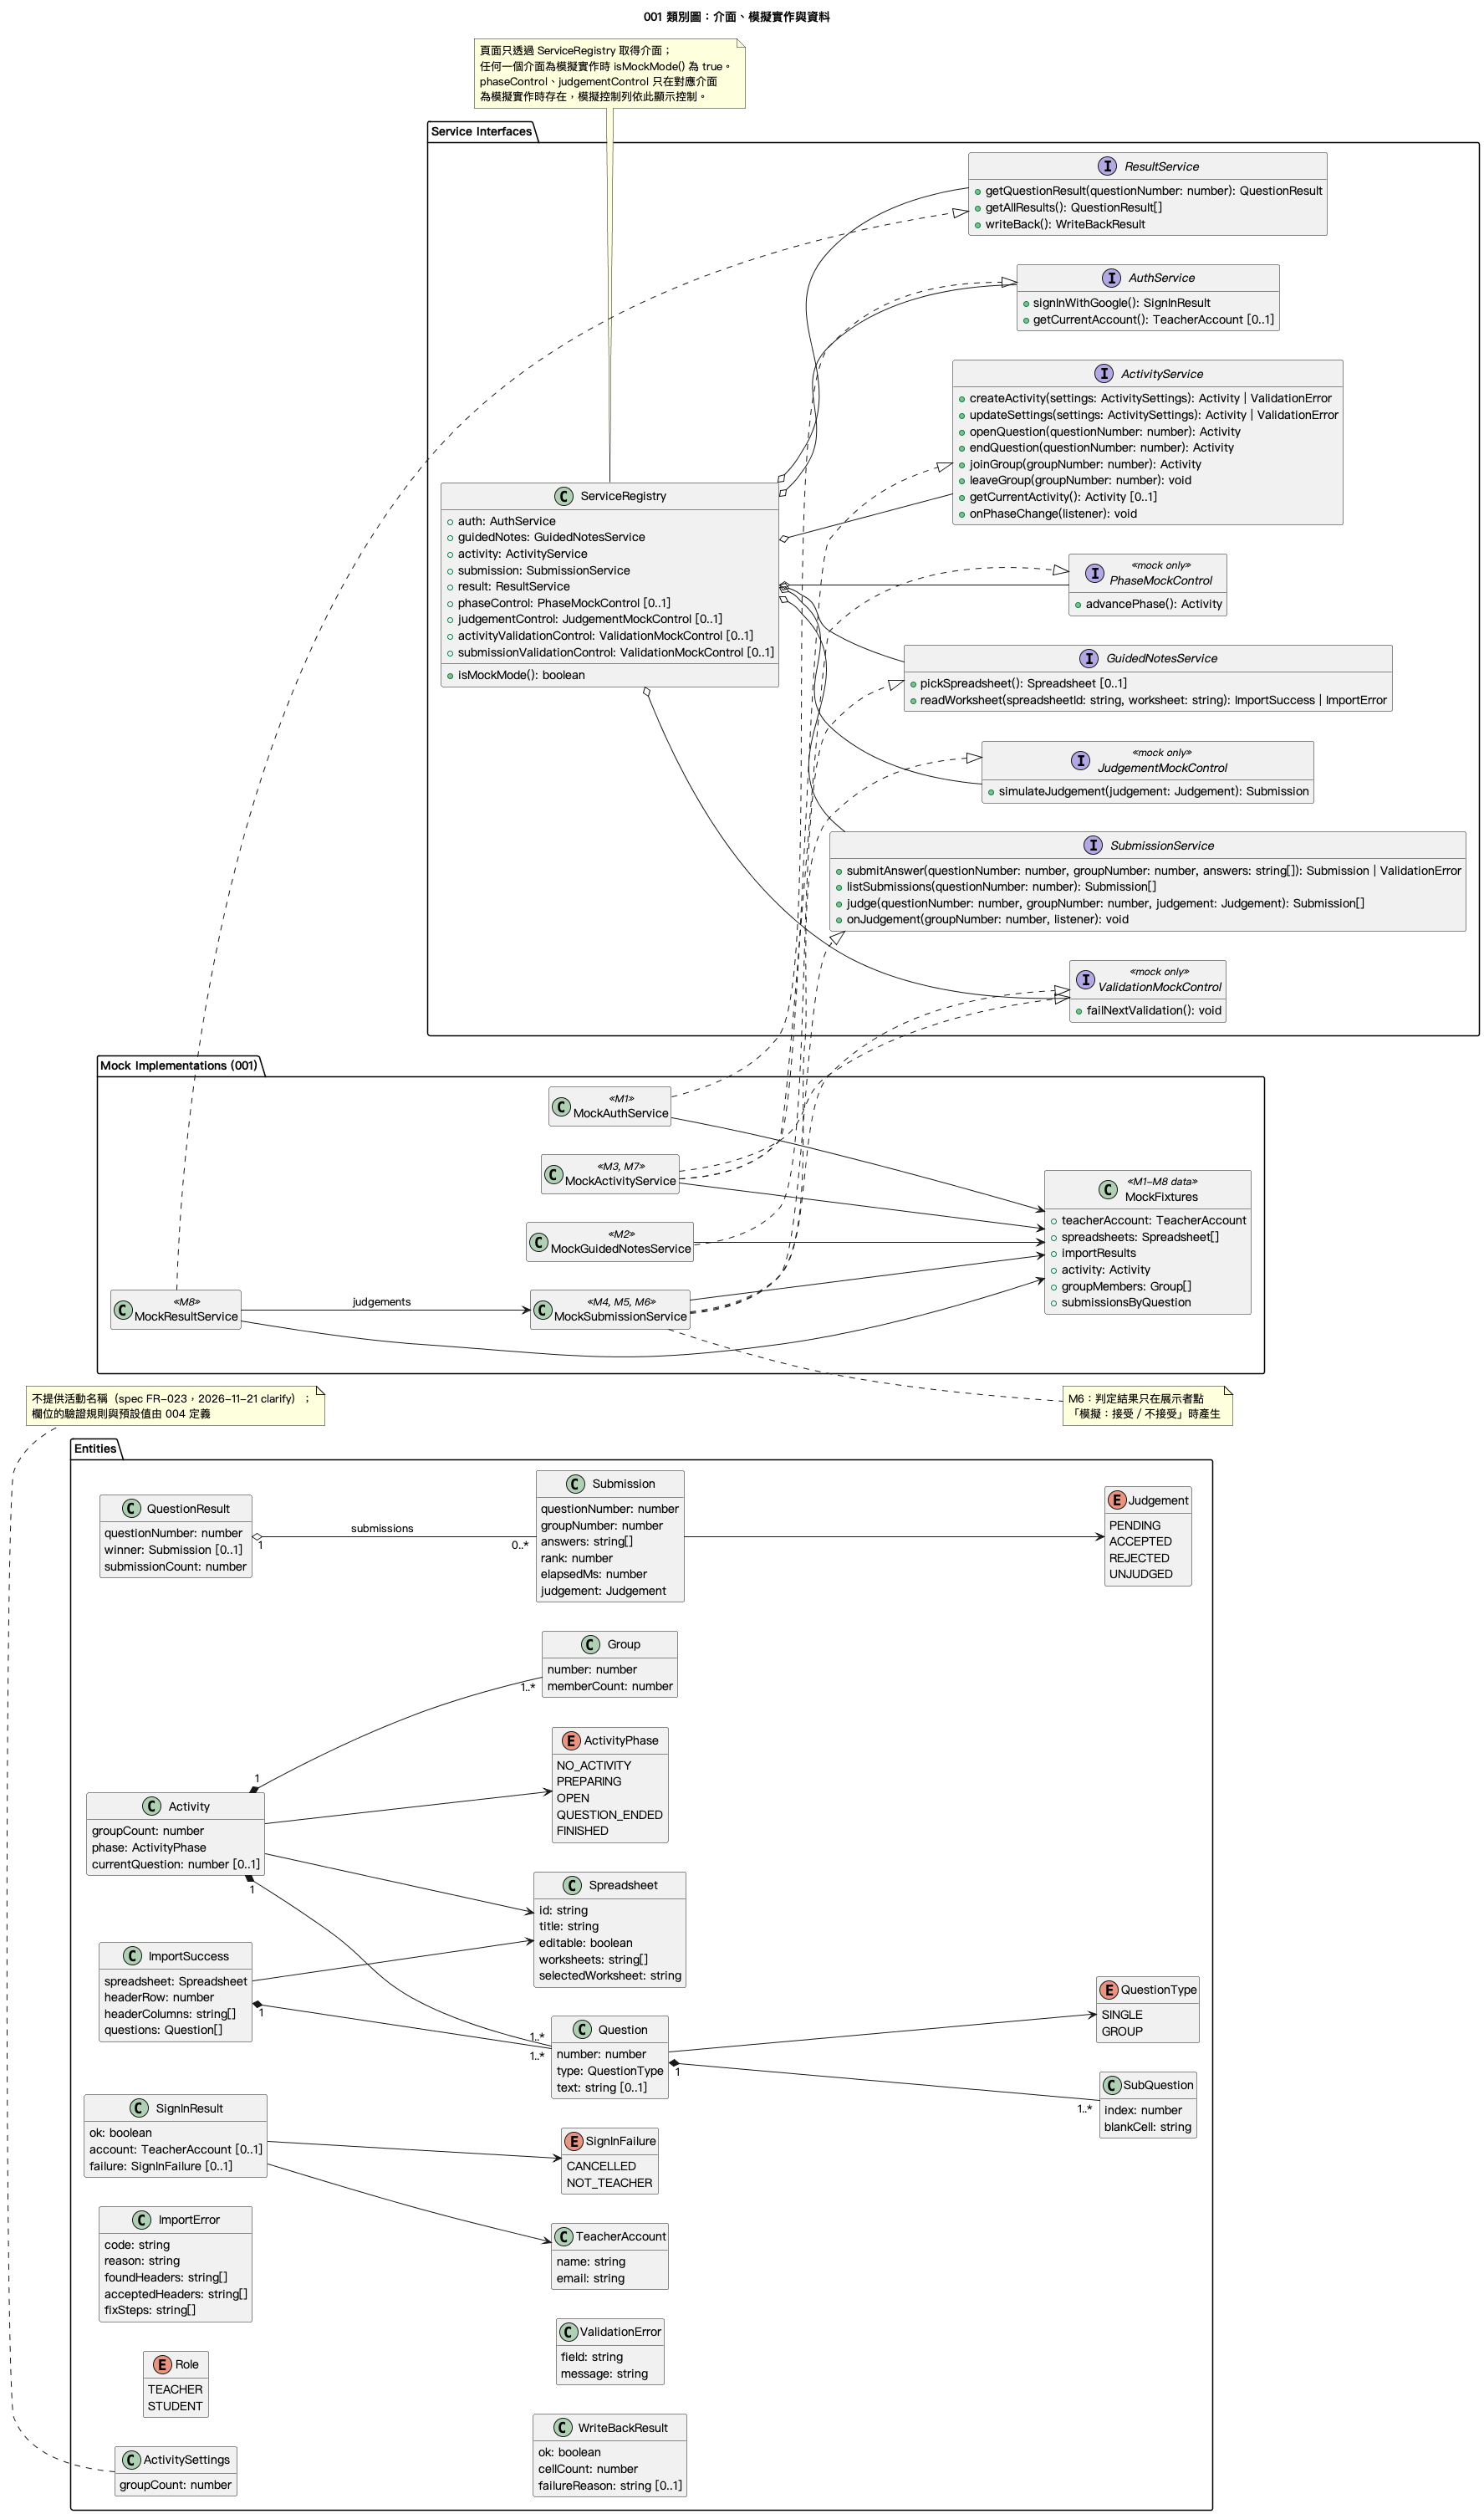 001 類別圖：介面、模擬實作與資料
頁面只透過 ServiceRegistry 取得介面；
任何一個介面為模擬實作時 isMockMode() 為 true。
phaseControl、judgementControl 只在對應介面
為模擬實作時存在，模擬控制列依此顯示控制。
Service Interfaces
I ResultService
getQuestionResult(questionNumber: number): QuestionResult
getAllResults(): QuestionResult[]
writeBack(): WriteBackResult
I AuthService
signInWithGoogle(): SignInResult
getCurrentAccount(): TeacherAccount [0..1]
I ActivityService
createActivity(settings: ActivitySettings): Activity | ValidationError
updateSettings(settings: ActivitySettings): Activity | ValidationError
openQuestion(questionNumber: number): Activity
endQuestion(questionNumber: number): Activity
joinGroup(groupNumber: number): Activity
leaveGroup(groupNumber: number): void
getCurrentActivity(): Activity [0..1]
onPhaseChange(listener): void
C ServiceRegistry
auth: AuthService
guidedNotes: GuidedNotesService
activity: ActivityService
submission: SubmissionService
result: ResultService
phaseControl: PhaseMockControl [0..1]
judgementControl: JudgementMockControl [0..1]
activityValidationControl: ValidationMockControl [0..1]
submissionValidationControl: ValidationMockControl [0..1]
isMockMode(): boolean
«mock only»
I PhaseMockControl
advancePhase(): Activity
I GuidedNotesService
pickSpreadsheet(): Spreadsheet [0..1]
readWorksheet(spreadsheetId: string, worksheet: string): ImportSuccess | ImportError
«mock only»
I JudgementMockControl
simulateJudgement(judgement: Judgement): Submission
I SubmissionService
submitAnswer(questionNumber: number, groupNumber: number, answers: string[]): Submission | ValidationError
listSubmissions(questionNumber: number): Submission[]
judge(questionNumber: number, groupNumber: number, judgement: Judgement): Submission[]
onJudgement(groupNumber: number, listener): void
«mock only»
I ValidationMockControl
failNextValidation(): void
Mock Implementations (001)
«M1»
C MockAuthService
«M3, M7»
C MockActivityService
«M2»
C MockGuidedNotesService
«M8»
C MockResultService
judgements
«M4, M5, M6»
C MockSubmissionService
«M1–M8 data»
C MockFixtures
teacherAccount: TeacherAccount
spreadsheets: Spreadsheet[]
importResults
activity: Activity
groupMembers: Group[]
submissionsByQuestion
不提供活動名稱（spec FR-023，2026-11-21 clarify）；
欄位的驗證規則與預設值由 004 定義
M6：判定結果只在展示者點
「模擬：接受 / 不接受」時產生
Entities
C QuestionResult
questionNumber: number
winner: Submission [0..1]
submissionCount: number
1
submissions
0..*
C Submission
questionNumber: number
groupNumber: number
answers: string[]
rank: number
elapsedMs: number
judgement: Judgement
E Judgement
PENDING
ACCEPTED
REJECTED
UNJUDGED
C Group
number: number
memberCount: number
1..*
1
E ActivityPhase
NO_ACTIVITY
PREPARING
OPEN
QUESTION_ENDED
FINISHED
C Activity
groupCount: number
phase: ActivityPhase
currentQuestion: number [0..1]
1
C Spreadsheet
id: string
title: string
editable: boolean
worksheets: string[]
selectedWorksheet: string
C ImportSuccess
spreadsheet: Spreadsheet
headerRow: number
headerColumns: string[]
questions: Question[]
1
1..*
1..*
C Question
number: number
type: QuestionType
text: string [0..1]
1
E QuestionType
SINGLE
GROUP
1..*
C SubQuestion
index: number
blankCell: string
C SignInResult
ok: boolean
account: TeacherAccount [0..1]
failure: SignInFailure [0..1]
E SignInFailure
CANCELLED
NOT_TEACHER
C ImportError
code: string
reason: string
foundHeaders: string[]
acceptedHeaders: string[]
fixSteps: string[]
C TeacherAccount
name: string
email: string
E Role
TEACHER
STUDENT
C ValidationError
field: string
message: string
C ActivitySettings
groupCount: number
C WriteBackResult
ok: boolean
cellCount: number
failureReason: string [0..1]